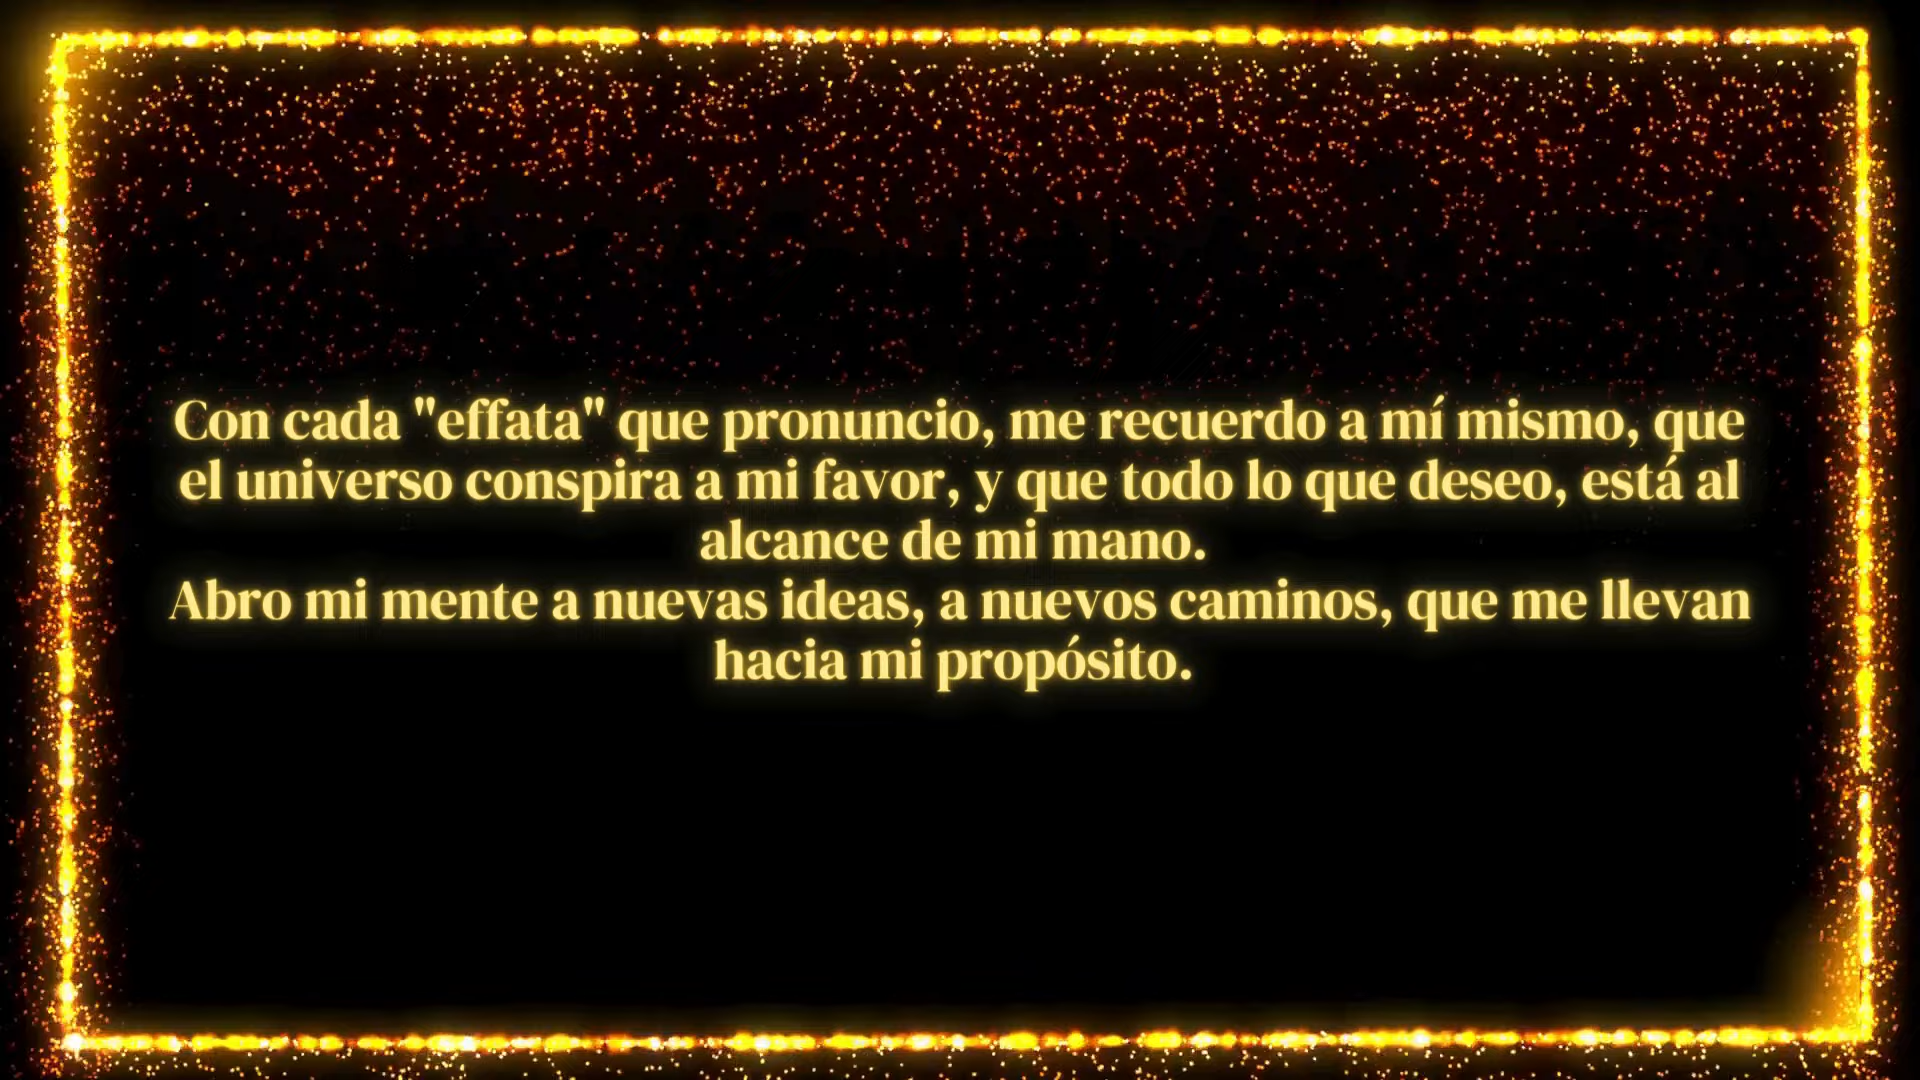 Con cada "effata" que pronuncio, me recuerdo a mí mismo, que
el universo conspira a mi favor, y que todo lo que deseo, está al
alcance de mi mano.
Abro mi mente a nuevas ideas, a nuevos caminos, que me llevan
hacia mi propósito.